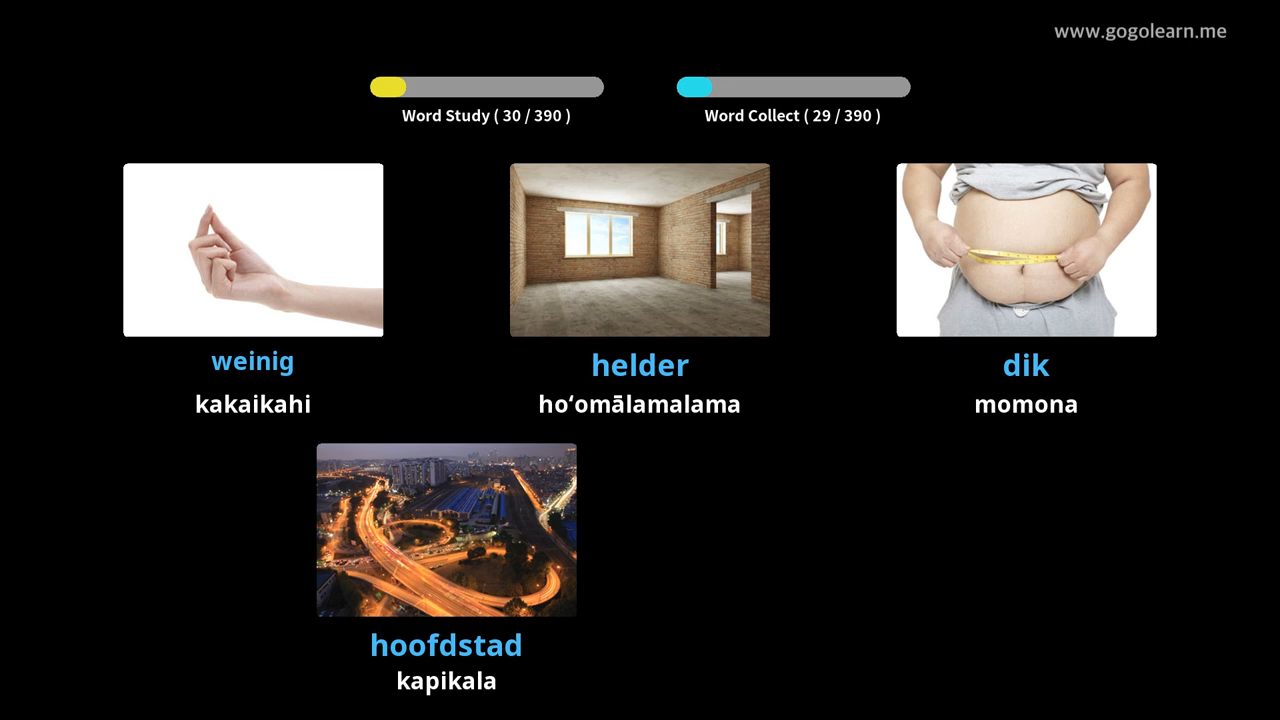 www.gogolearn.me
Word Study ( 30 / 390 )
Word Collect ( 29 / 390 )
weinig
helder
dik
kakaikahi
hoʻomālamalama
momona
hoofdstad
kapikala